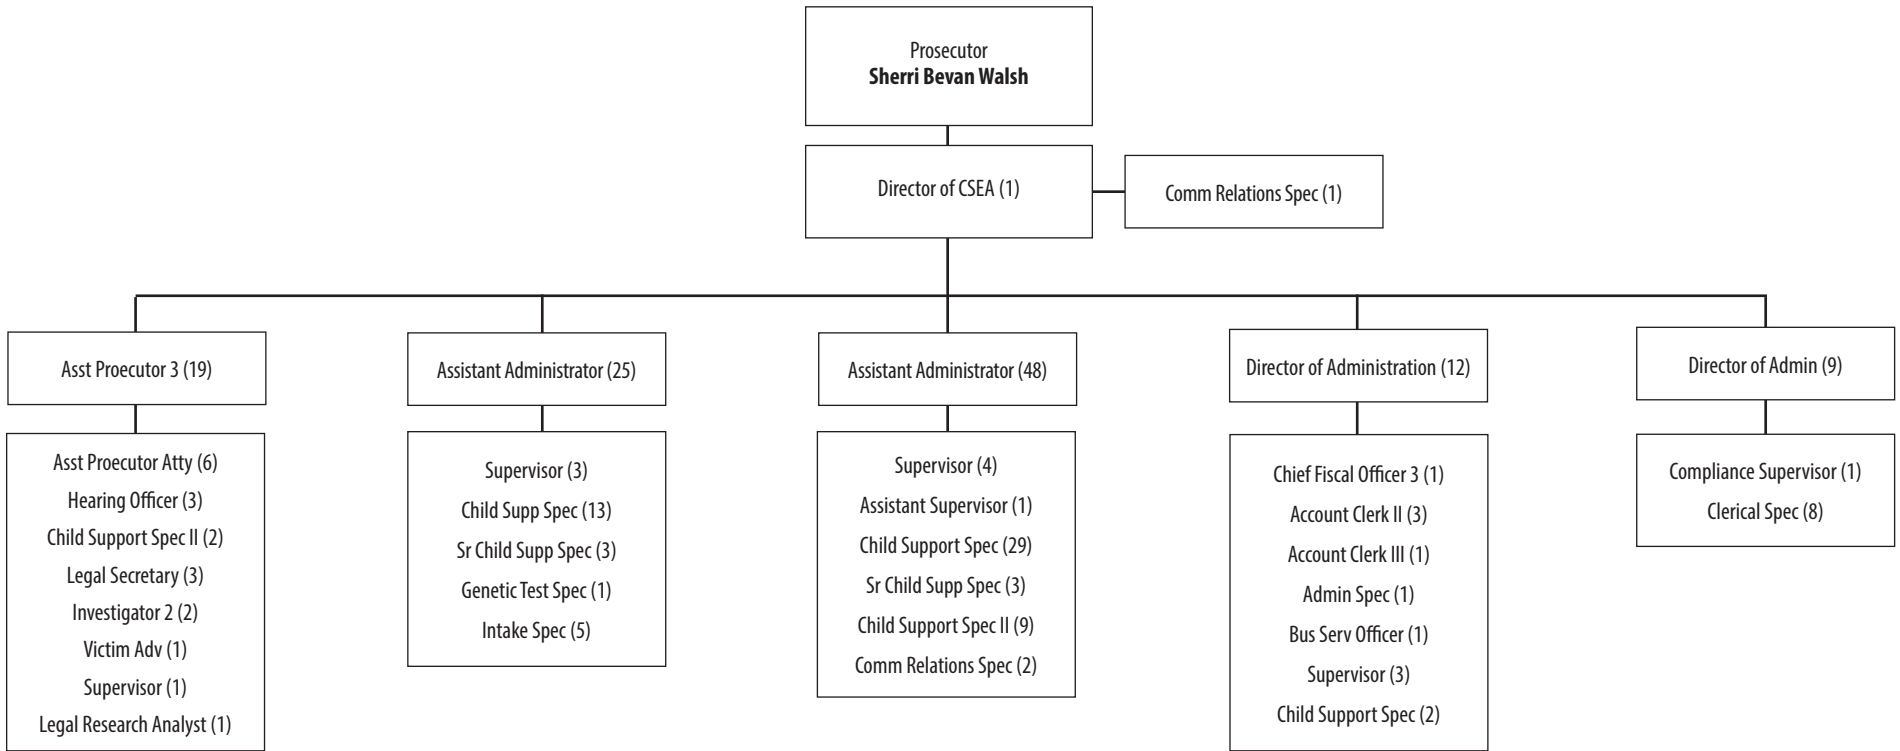 Prosecutor
Sherri Bevan Walsh
Director of CSEA (1)
Comm Relations Spec (1)
Asst Proecutor 3 (19)
Asst Proecutor Atty (6)
Hearing Officer (3)
Child Support Spec II (2)
Legal Secretary (3)
Investigator 2 (2)
Victim Adv (1)
Supervisor (1)
Legal Research Analyst (1)
Assistant Administrator (25)
Supervisor (3)
Child Supp Spec (13)
Sr Child Supp Spec (3)
Genetic Test Spec (1)
Intake Spec (5)
Assistant Administrator (48)
Supervisor (4)
Assistant Supervisor (1)
Child Support Spec (29)
Sr Child Supp Spec (3)
Child Support Spec II (9)
Comm Relations Spec (2)
Director of Administration (12)
Chief Fiscal Officer 3 (1)
Account Clerk II (3)
Account Clerk III (1)
Admin Spec (1)
Bus Serv Officer (1)
Supervisor (3)
Child Support Spec (2)
Director of Admin (9)
Compliance Supervisor (1)
Clerical Spec (8)